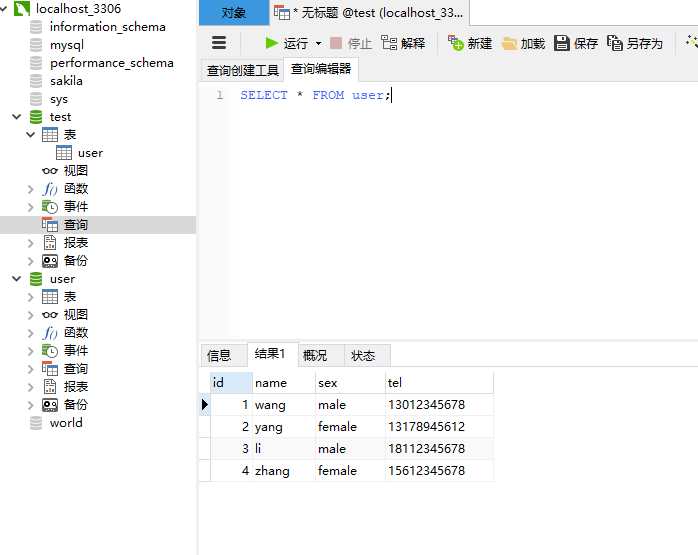 localhost_3306
information_schema
mysql
performance_schema
sakila
sys
test
表
user
视图
f() 函数
事件
查询
报表
备份
user
表
视图
f() 函数
事件
查询
报表
备份
world
对象 * 无标题 @test (localhost_33...
运行 停止 解释 新建 加载 保存 另存为
查询创建工具 查询编辑器
1 SELECT * FROM user;
信息 结果1 概况 状态
id name sex tel
1 wang male 13012345678
2 yang female 13178945612
3 li male 18112345678
4 zhang female 15612345678